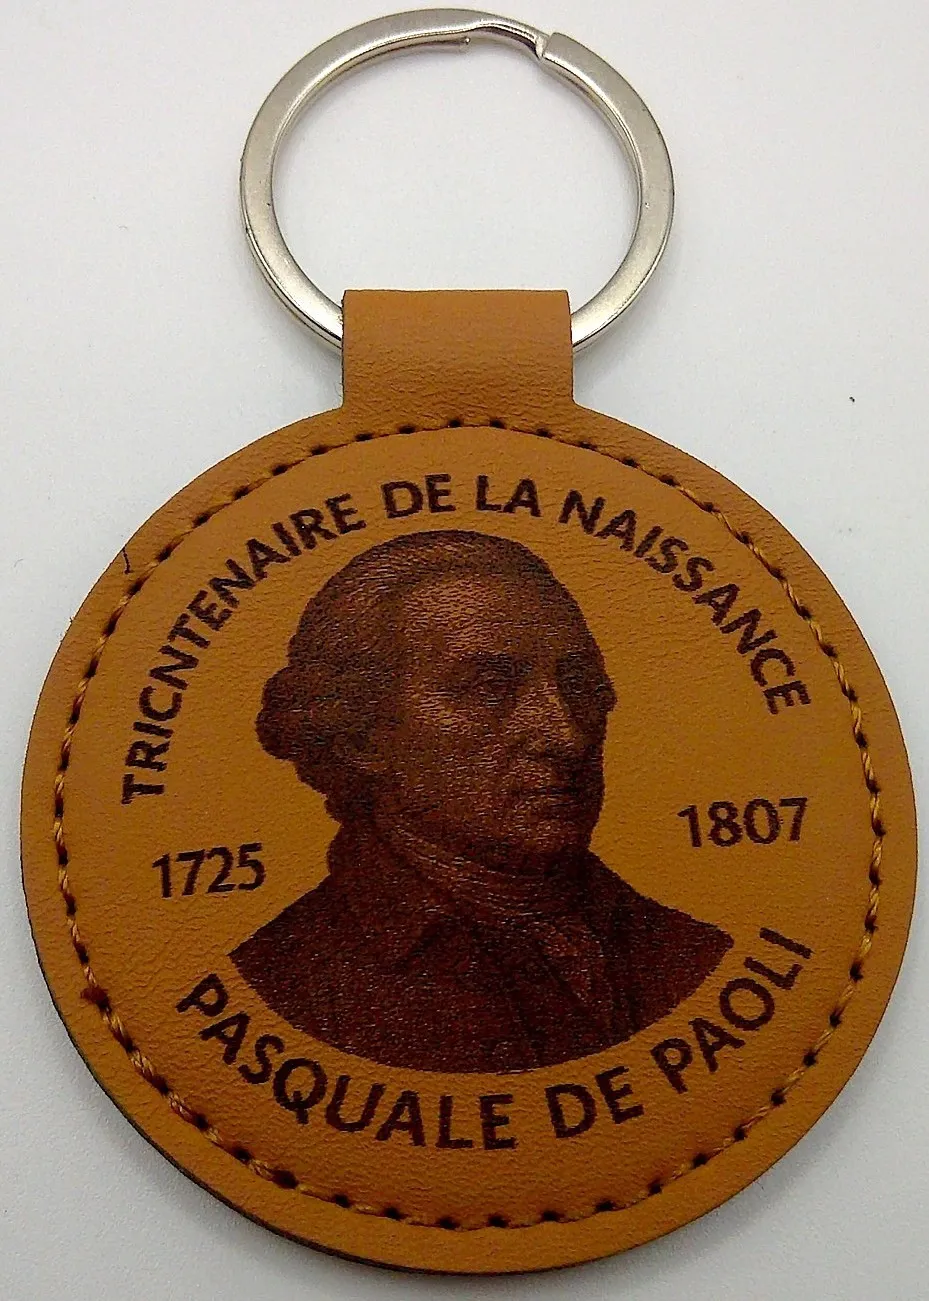 TRICNTENAIRE DE LA NAISSANCE
1725
1807
PASQUALE DE PAOLI